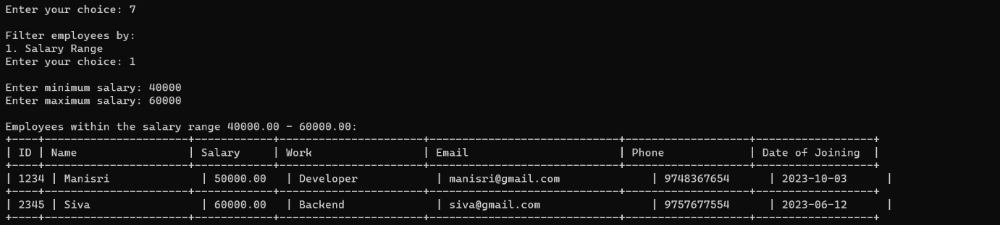 Enter your choice: 7
Filter employees by:
1. Salary Range
Enter your choice: 1
Enter minimum salary: 40000
Enter maximum salary: 60000
Employees within the salary range 40000.00 - 60000.00:
+----+----------------------+------------+----------------------+-----------------------------+-------------------+------------------+
| ID | Name                 | Salary     | Work                 | Email                       | Phone             | Date of Joining  |
+----+----------------------+------------+----------------------+-----------------------------+-------------------+------------------+
| 1234 | Manisri              | 50000.00   | Developer            | manisri@gmail.com              | 9748367654      | 2023-10-03      |
+----+----------------------+------------+----------------------+-----------------------------+-------------------+------------------+
| 2345 | Siva                 | 60000.00   | Backend              | siva@gmail.com                 | 9757677554      | 2023-06-12      |
+----+----------------------+------------+----------------------+-----------------------------+-------------------+------------------+